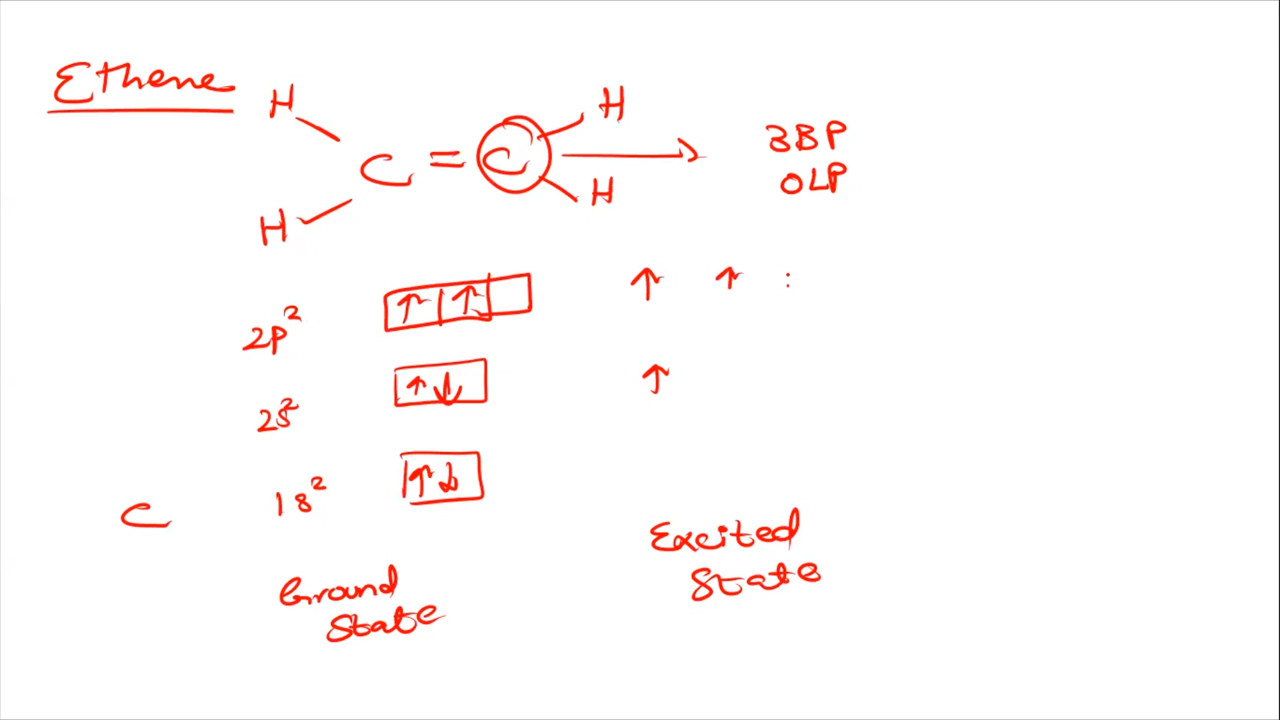 Ethene
H H
C = C → 3BP
H H 0LP
2p² ↑ ↑ ↑ ↑
2s² ↑↓ ↑
C 1s² ↑↓
Ground State
Excited State